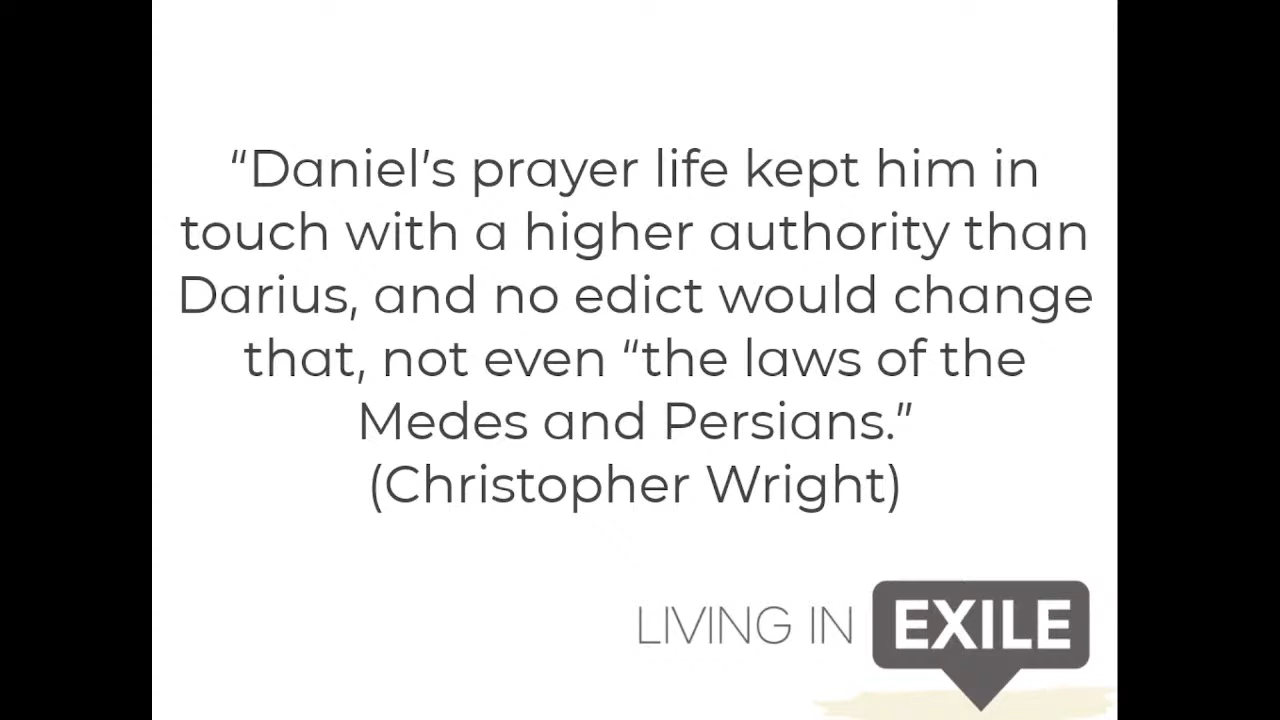 “Daniel’s prayer life kept him in
touch with a higher authority than
Darius, and no edict would change
that, not even “the laws of the
Medes and Persians.”
(Christopher Wright)
LIVING IN EXILE